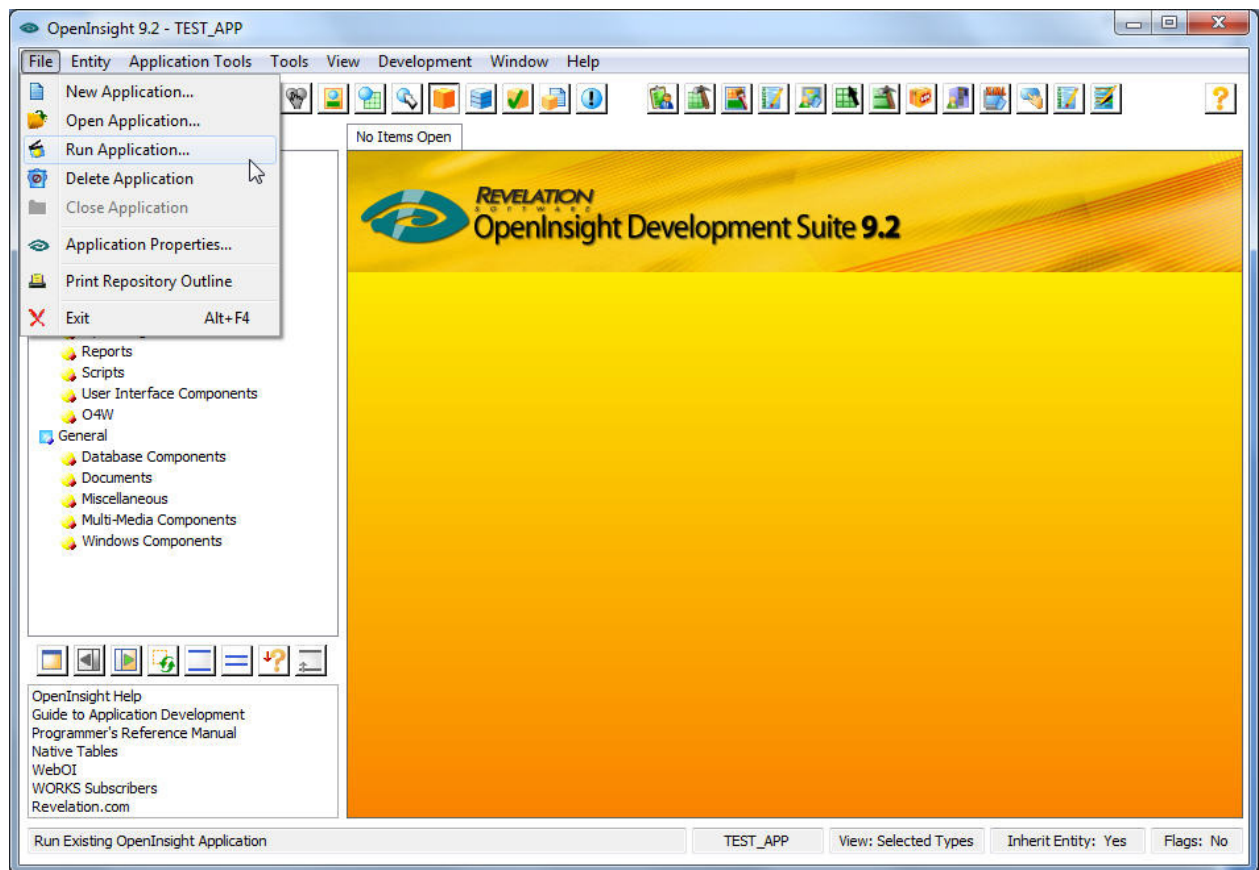 OpenInsight 9.2 - TEST_APP
File Entity Application Tools Tools View Development Window Help
New Application...
Open Application...
Run Application...
Delete Application
Close Application
Application Properties...
Print Repository Outline
Exit Alt+F4
Reports
Scripts
User Interface Components
O4W
General
Database Components
Documents
Miscellaneous
Multi-Media Components
Windows Components
OpenInsight Help
Guide to Application Development
Programmer's Reference Manual
Native Tables
WebOI
WORKS Subscribers
Revelation.com
No Items Open
REVELATION
SOFTWARE
OpenInsight Development Suite 9.2
Run Existing OpenInsight Application TEST_APP View: Selected Types Inherit Entity: Yes Flags: No